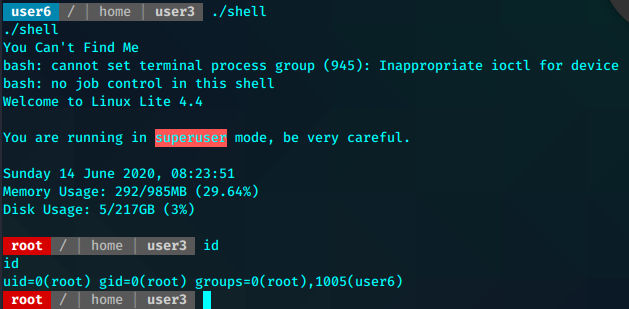 user6 / | home | user3 ./shell
./shell
You Can't Find Me
bash: cannot set terminal process group (945): Inappropriate ioctl for device
bash: no job control in this shell
Welcome to Linux Lite 4.4
You are running in superuser mode, be very careful.
Sunday 14 June 2020, 08:23:51
Memory Usage: 292/985MB (29.64%)
Disk Usage: 5/217GB (3%)
root / | home | user3 id
id
uid=0(root) gid=0(root) groups=0(root),1005(user6)
root / | home | user3